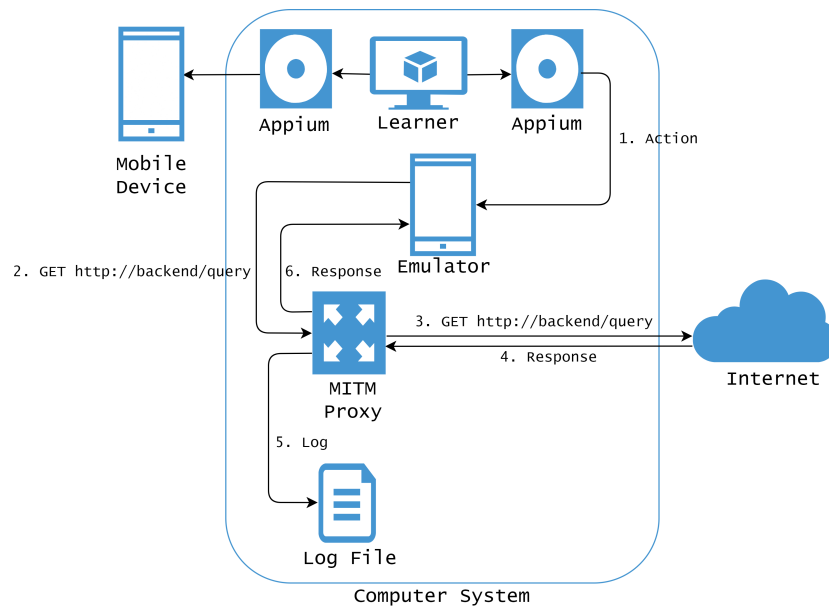 Appium
Learner
Appium
1. Action
Mobile
Device
Emulator
2. GET http://backend/query
6. Response
3. GET http://backend/query
4. Response
Internet
MITM
Proxy
5. Log
Log File
Computer System